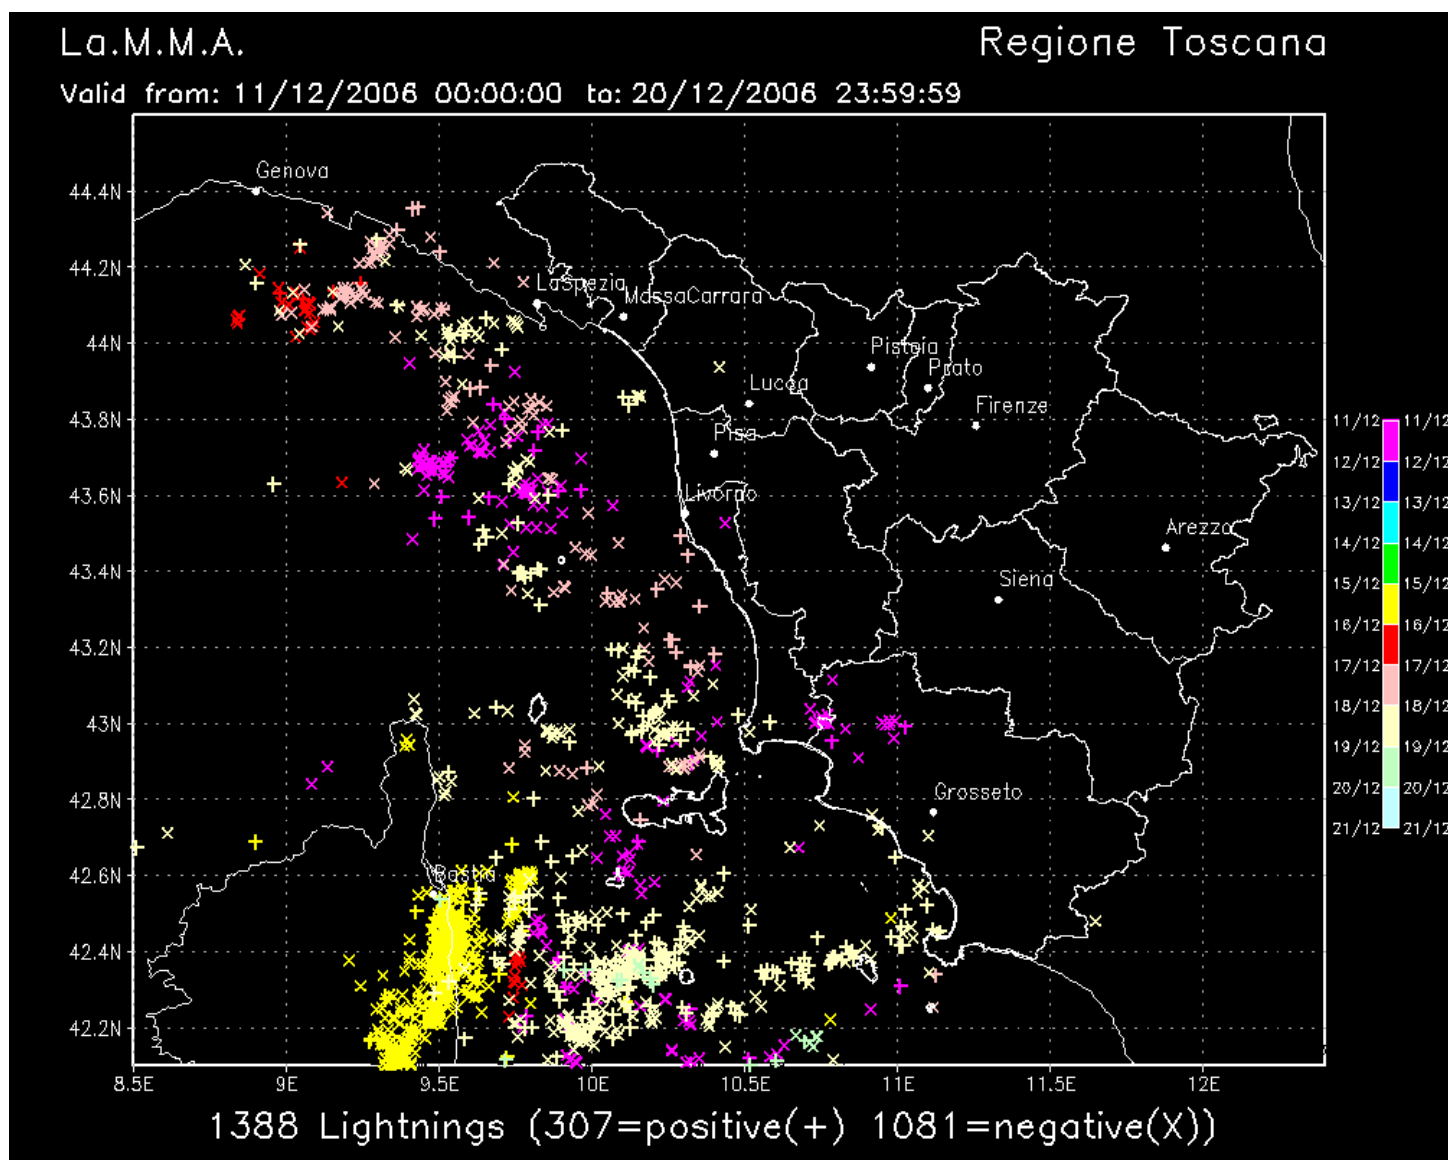 La.M.M.A.
Regione Toscana
Valid from: 11/12/2006 00:00:00 to: 20/12/2006 23:59:59
Genova
44.4N
44.2N
LaSpezia
MassaCarrara
44N
Pistoia
Prato
Lucca
Firenze
43.8N
Pisa
43.6N
Livorno
Arezzo
43.4N
Siena
43.2N
43N
42.8N
Grosseto
42.6N
Bastia
42.4N
42.2N
8.5E 9E 9.5E 10E 10.5E 11E 11.5E 12E
11/12 11/12
12/12 12/12
13/12 13/12
14/12 14/12
15/12 15/12
16/12 16/12
17/12 17/12
18/12 18/12
19/12 19/12
20/12 20/12
21/12 21/12
1388 Lightnings (307=positive(+) 1081=negative(X))